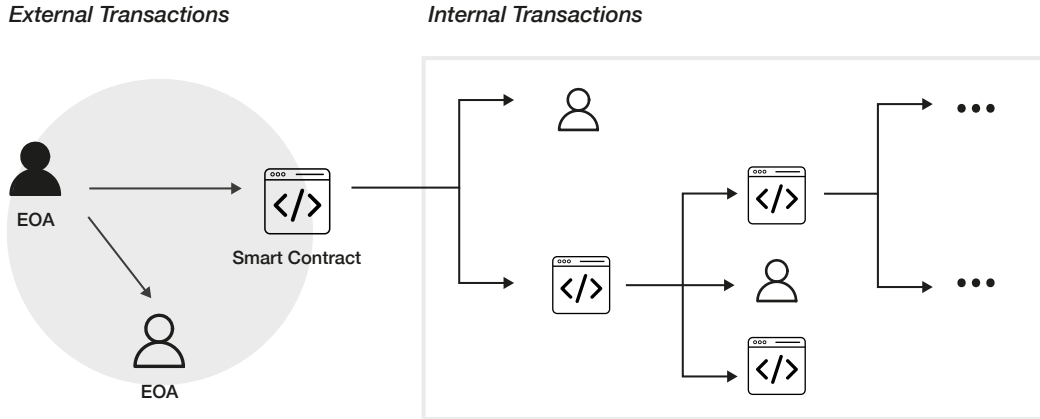 External Transactions
Internal Transactions
EOA
Smart Contract
EOA